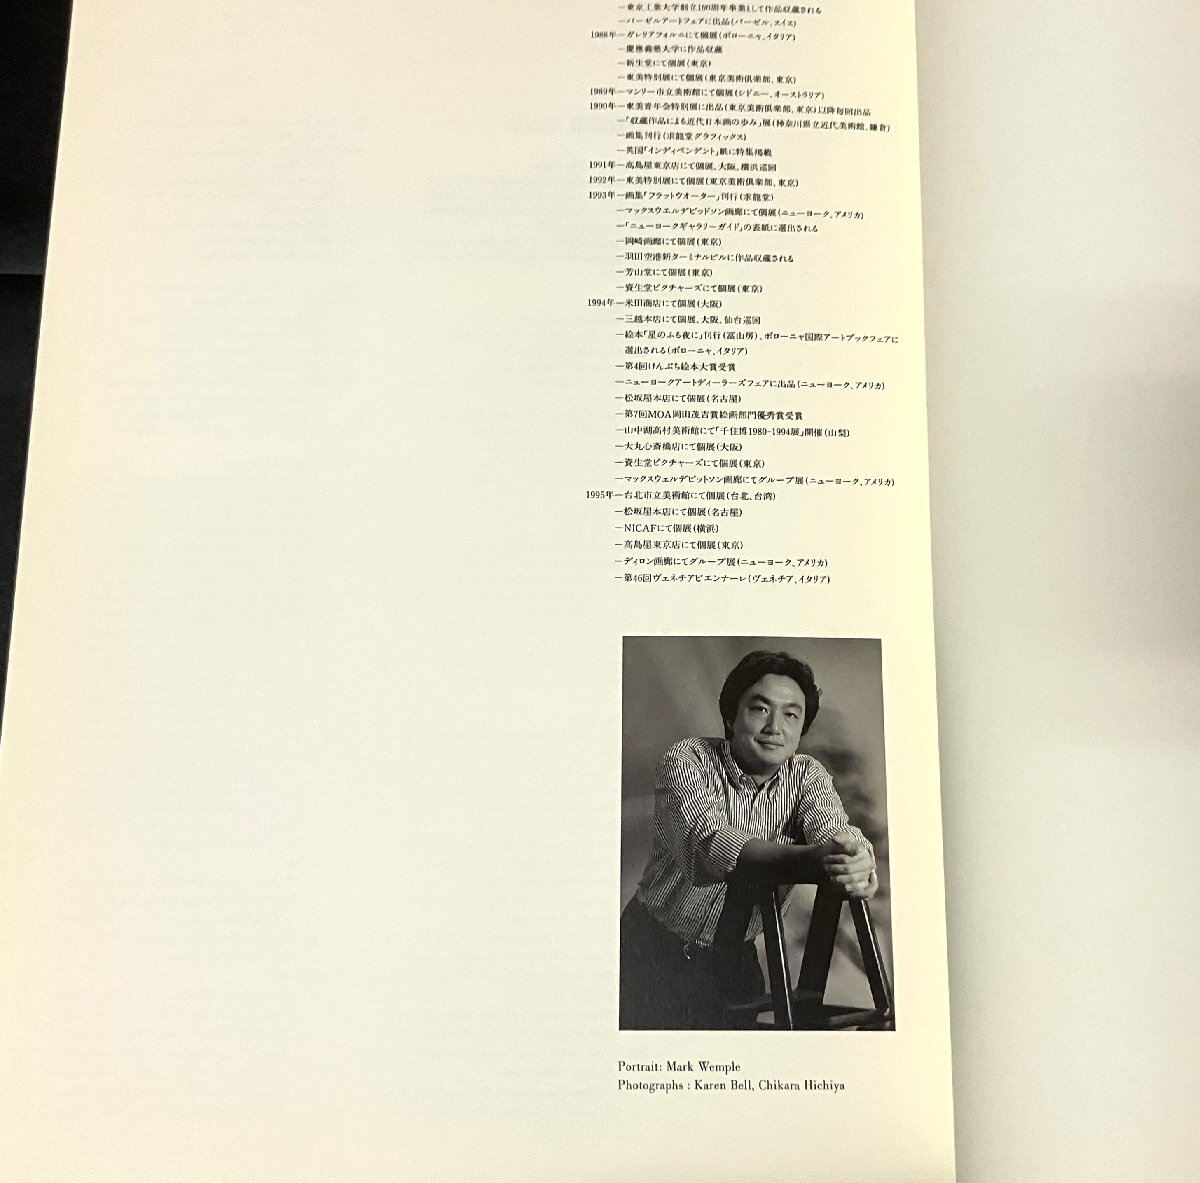 ―東京工業大学創立100周年事業として作品収蔵される
―バーゼルアートフェアに出品(バーゼル、スイス)
1988年―ガレリアフォルニにて個展(ボローニャ、イタリア)
―慶應義塾大学に作品収蔵
―新生堂にて個展(東京)
―東美特別展にて個展(東京美術倶楽部、東京)
1989年―マンリー市立美術館にて個展(シドニー、オーストラリア)
1990年―東美青年会特別展に出品(東京美術倶楽部、東京)以降毎回出品
―「収蔵作品による近代日本画の歩み」展(神奈川県立近代美術館、鎌倉)
―画集刊行(求龍堂グラフィックス)
―英国「インディペンデント」紙に特集掲載
1991年―高島屋東京店にて個展、大阪、横浜巡回
1992年―東美特別展にて個展(東京美術倶楽部、東京)
1993年―画集「フラットウオーター」刊行(求龍堂)
―マックスウエルデビッドソン画廊にて個展(ニューヨーク、アメリカ)
―「ニューヨークギャラリーガイド」の表紙に選出される
―岡崎画廊にて個展(東京)
―羽田空港新ターミナルビルに作品収蔵される
―芳山堂にて個展(東京)
―資生堂ピクチャーズにて個展(東京)
1994年―米田商店にて個展(大阪)
―三越本店にて個展、大阪、仙台巡回
―絵本「星のふる夜に」刊行(冨山房)、ボローニャ国際アートブックフェアに
選出される(ボローニャ、イタリア)
―第4回けんぶち絵本大賞受賞
―ニューヨークアートディーラーズフェアに出品(ニューヨーク、アメリカ)
―松坂屋本店にて個展(名古屋)
―第7回MOA岡田茂吉賞絵画部門優秀賞受賞
―山中湖高村美術館にて「千住博1980-1994展」開催(山梨)
―大丸心斎橋店にて個展(大阪)
―資生堂ピクチャーズにて個展(東京)
―マックスウェルデビットソン画廊にてグループ展(ニューヨーク、アメリカ)
1995年―台北市立美術館にて個展(台北、台湾)
―松坂屋本店にて個展(名古屋)
―NICAFにて個展(横浜)
―高島屋東京店にて個展(東京)
―ディロン画廊にてグループ展(ニューヨーク、アメリカ)
―第46回ヴェネチアビエンナーレ(ヴェネチア、イタリア)
Portrait: Mark Wemple
Photographs : Karen Bell, Chikara Hichiya